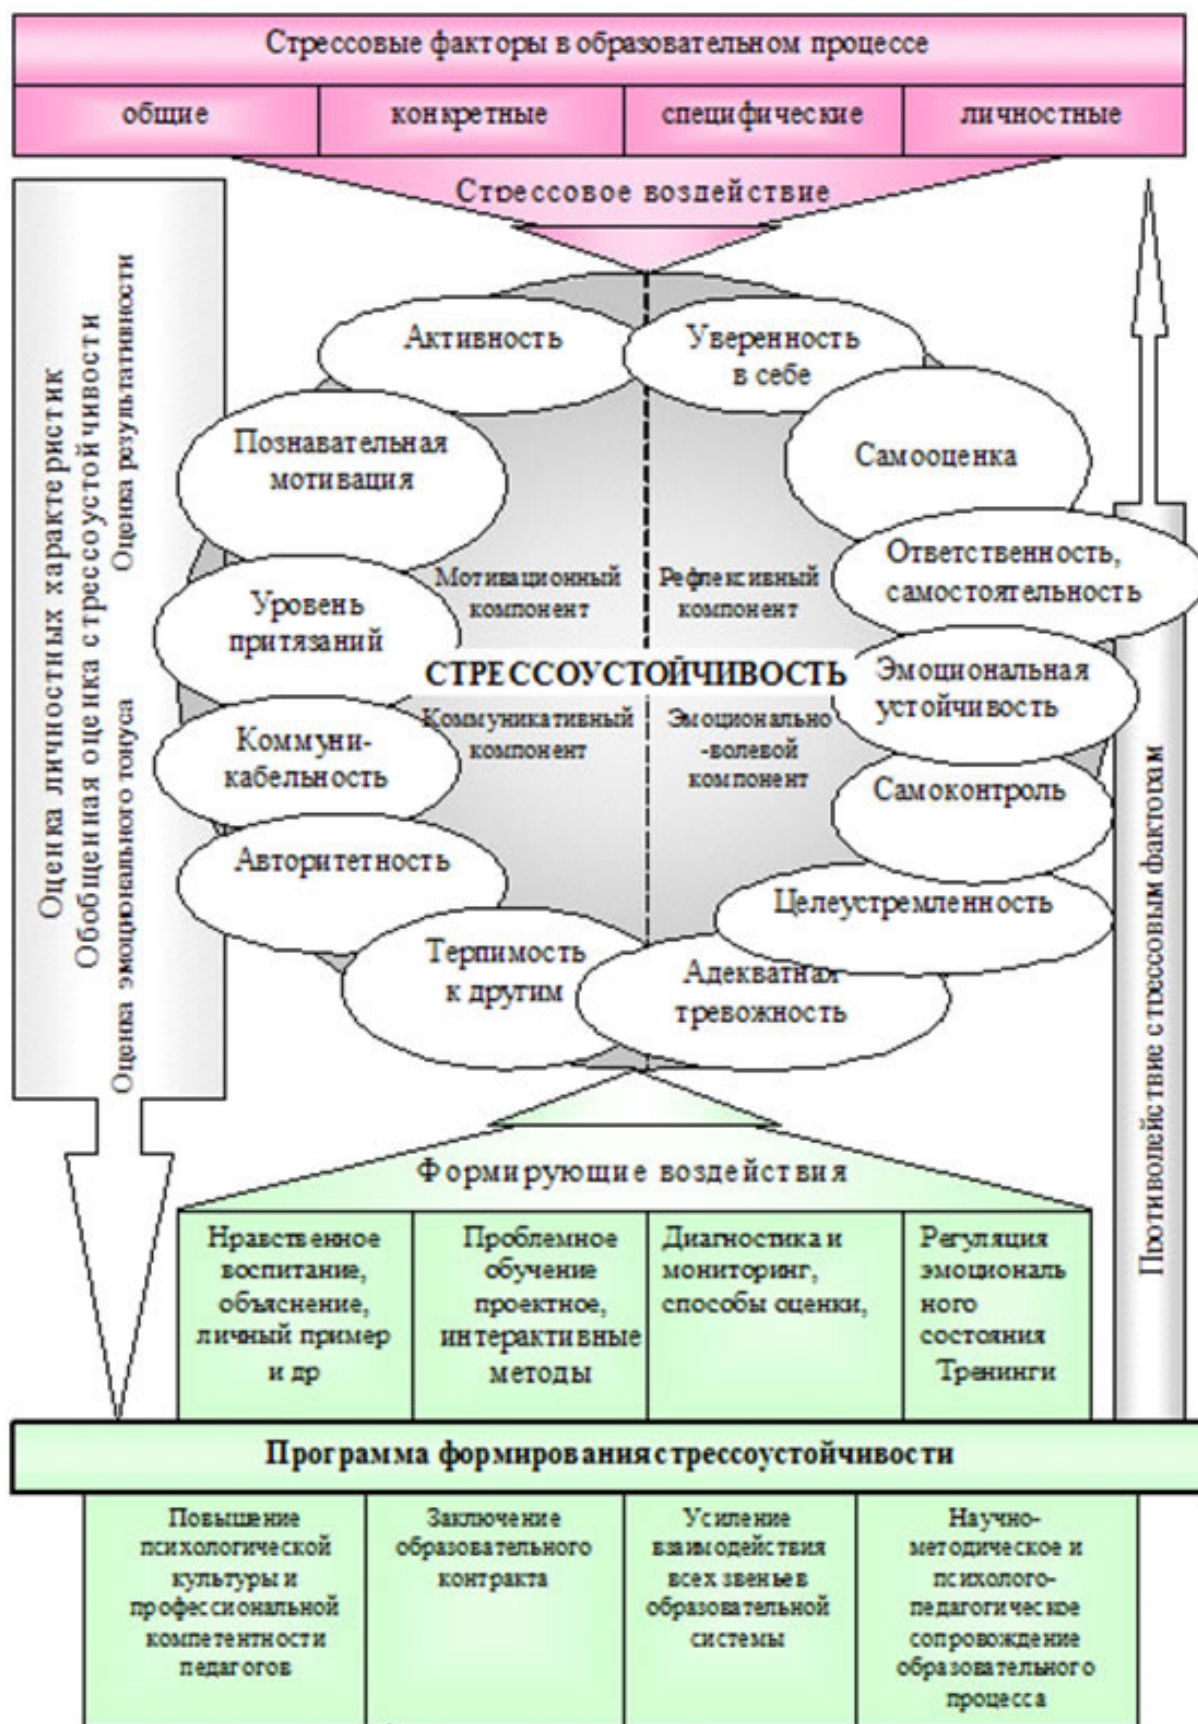 Стрессовые факторы в образовательном процессе
общие
конкретные
специфические
личностные
Стрессовое воздействие
Оценка личностных характеристик
Обобщенная оценка стрессоустойчивости
Оценка эмоционального тонуса
Оценка результативности
Активность
Уверенность
в себе
Познавательная
мотивация
Самооценка
Уровень
притязаний
Ответственность,
самостоятельность
Мотивационный
компонент
Рефлексивный
компонент
СТРЕССОУСТОЙЧИВОСТЬ
Эмоциональная
устойчивость
Коммуни-
кабельность
Коммуникативный
компонент
Эмоционально
-волевой
компонент
Самоконтроль
Авторитетность
Целеустремленность
Терпимость
к другим
Адекватная
тревожность
Противодействие стрессовым факторам
Формирующие воздействия
Нравственное
воспитание,
объяснение,
личный пример
и др
Проблемное
обучение
проектное,
интерактивные
методы
Диагностика и
мониторинг,
способы оценки,
Регуляция
эмоциональ
ного
состояния
Тренинги
Программа формирования стрессоустойчивости
Повышение
психологической
культуры и
профессиональной
компетентности
педагогов
Заключение
образовательного
контракта
Усиление
взаимодействия
всех звеньев
образовательной
системы
Научно-
методическое и
психолого-
педагогическое
сопровождение
образовательного
процесса